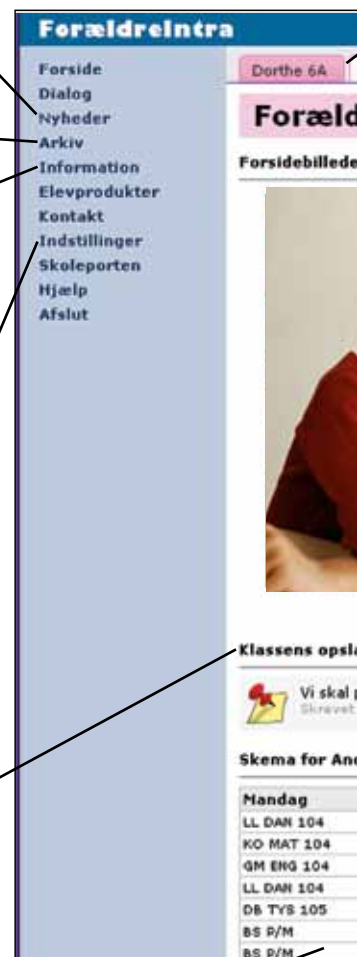 ForældreIntra
Forside
Dialog
Nyheder
Arkiv
Information
Elevprodukter
Kontakt
Indstillinger
Skoleporten
Hjælp
Afslut
Dorthe 6A
Foræld
Forsidebillede
Klassens opsla
Vi skal p
Skrevet
Skema for And
Mandag
LL DAN 104
KO MAT 104
GM ENG 104
LL DAN 104
DB TYS 105
BS P/M
BS P/M